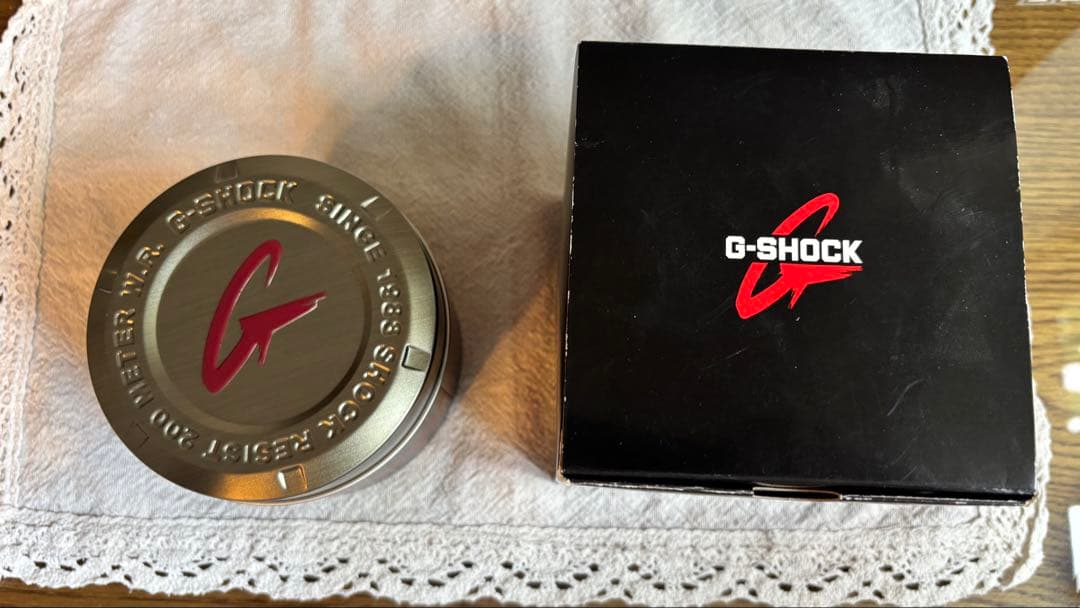 G-SHOCK SINCE 1983 SHOCK RESIST 200 METER W.R.
G-SHOCK